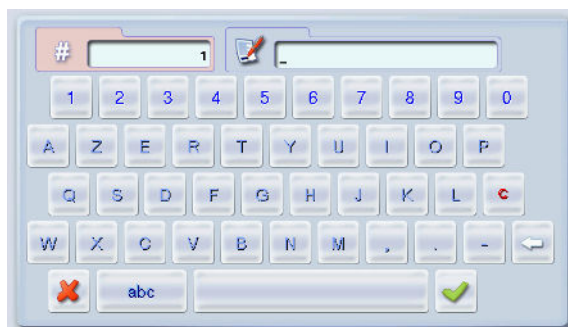 # 1 _
1 2 3 4 5 6 7 8 9 0
A Z E R T Y U I O P
Q S D F G H J K L C
W X C V B N M , . -
abc